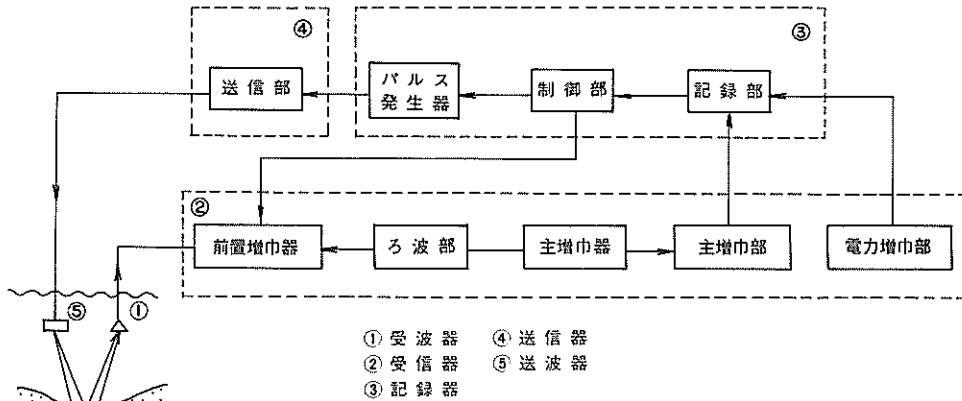 ④
③
送信部
パルス
発生器
制御部
記録部
②
前置増巾器
ろ波部
主増巾器
主増巾部
電力増巾部
⑤
①
① 受波器 ④ 送信器
② 受信器 ⑤ 送波器
③ 記録器